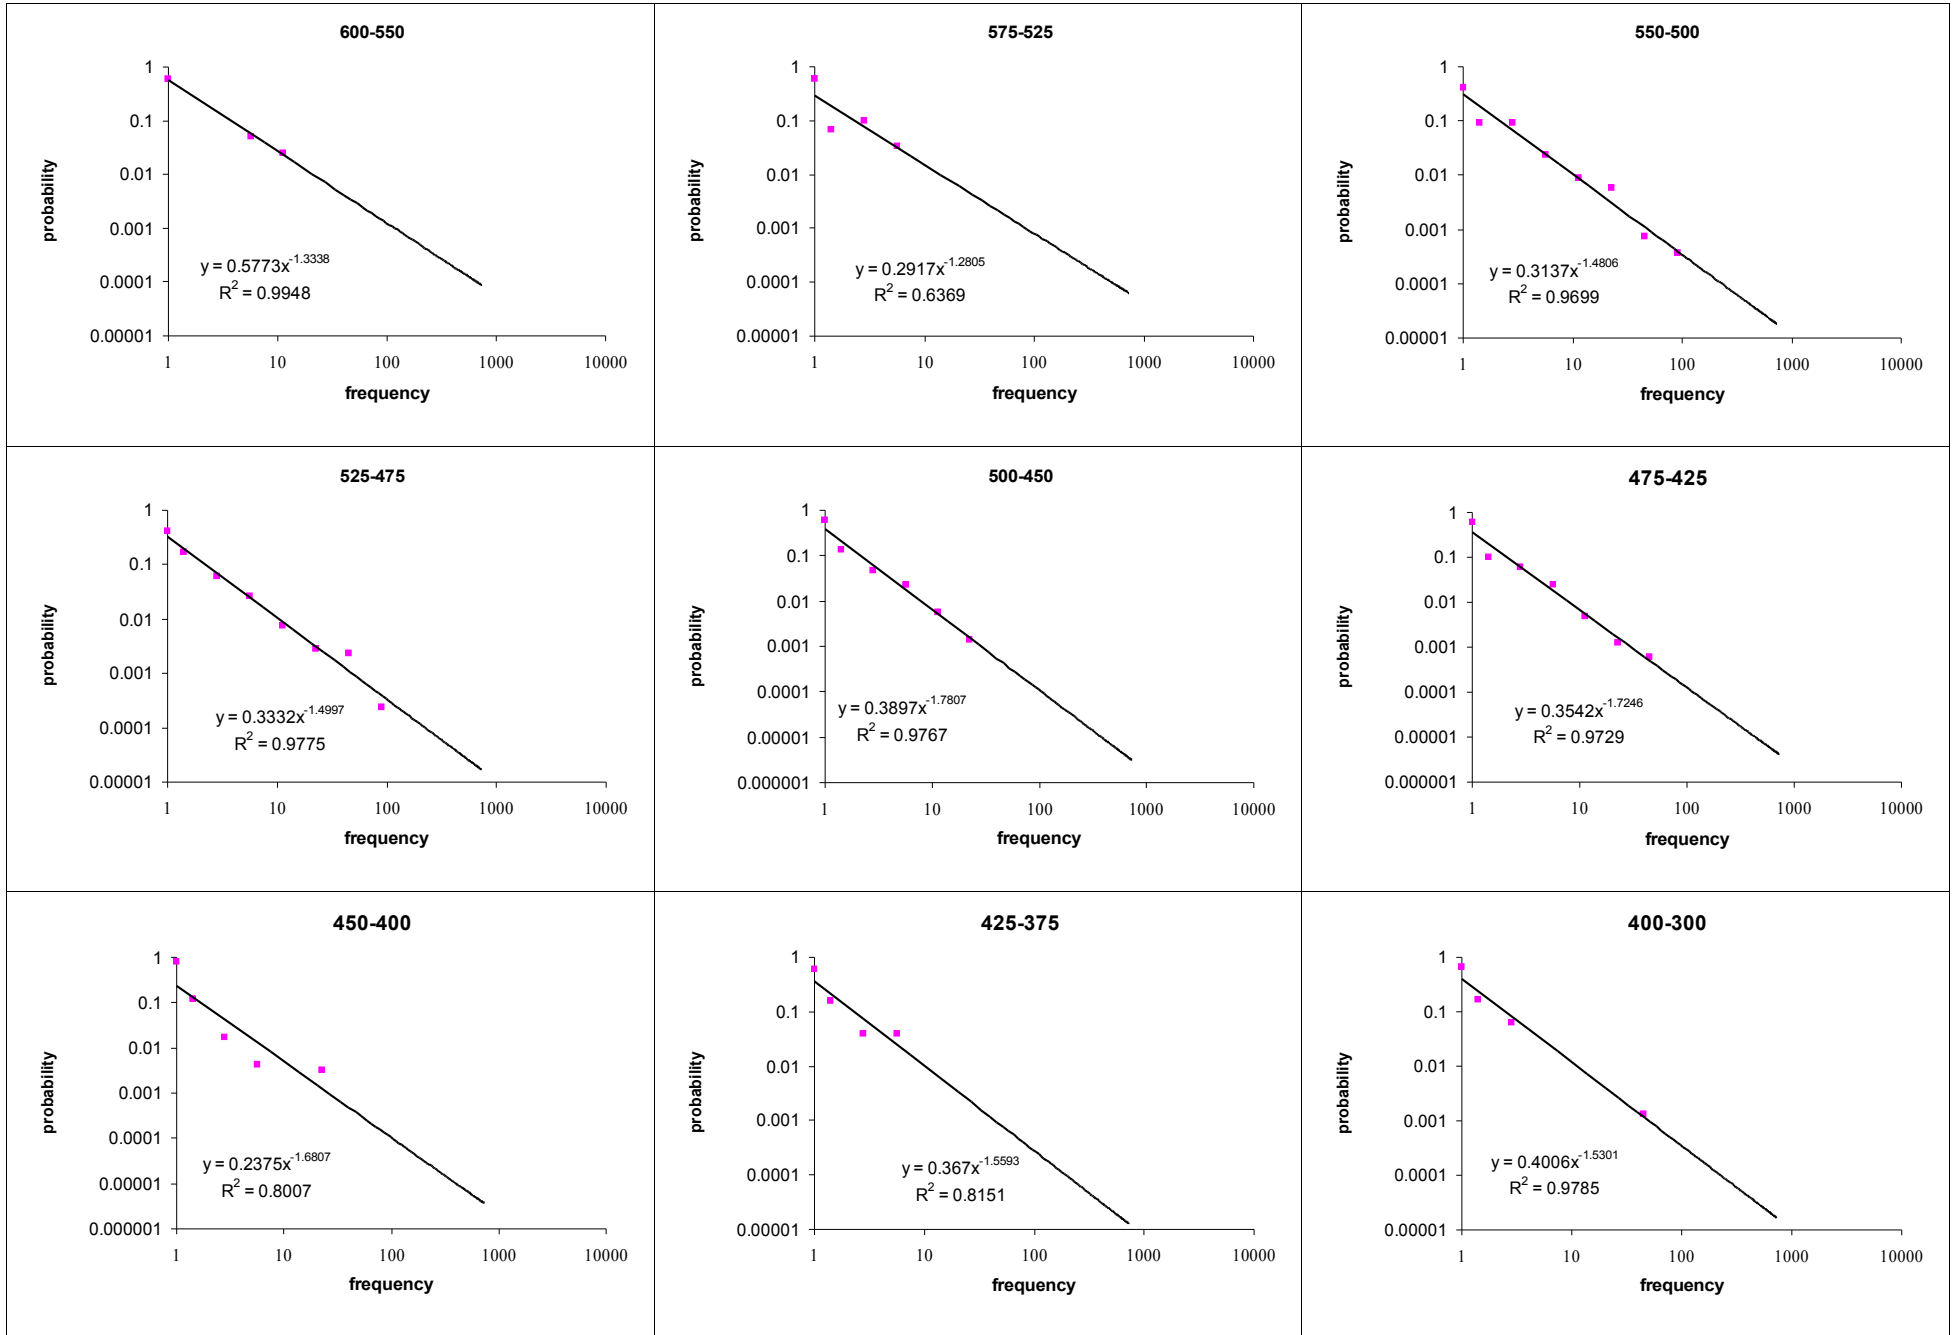 600-550
1
0.1
0.01
0.001
0.0001
0.00001
probability
y = 0.5773x^-1.3338
R² = 0.9948
1 10 100 1000 10000
frequency
575-525
1
0.1
0.01
0.001
0.0001
0.00001
probability
y = 0.2917x^-1.2805
R² = 0.6369
1 10 100 1000 10000
frequency
550-500
1
0.1
0.01
0.001
0.0001
0.00001
probability
y = 0.3137x^-1.4806
R² = 0.9699
1 10 100 1000 10000
frequency
525-475
1
0.1
0.01
0.001
0.0001
0.00001
probability
y = 0.3332x^-1.4997
R² = 0.9775
1 10 100 1000 10000
frequency
500-450
1
0.1
0.01
0.001
0.0001
0.00001
0.000001
probability
y = 0.3897x^-1.7807
R² = 0.9767
1 10 100 1000 10000
frequency
475-425
1
0.1
0.01
0.001
0.0001
0.00001
0.000001
probability
y = 0.3542x^-1.7246
R² = 0.9729
1 10 100 1000 10000
frequency
450-400
1
0.1
0.01
0.001
0.0001
0.00001
0.000001
probability
y = 0.2375x^-1.6807
R² = 0.8007
1 10 100 1000 10000
frequency
425-375
1
0.1
0.01
0.001
0.0001
0.00001
probability
y = 0.367x^-1.5593
R² = 0.8151
1 10 100 1000 10000
frequency
400-300
1
0.1
0.01
0.001
0.0001
0.00001
probability
y = 0.4006x^-1.5301
R² = 0.9785
1 10 100 1000 10000
frequency